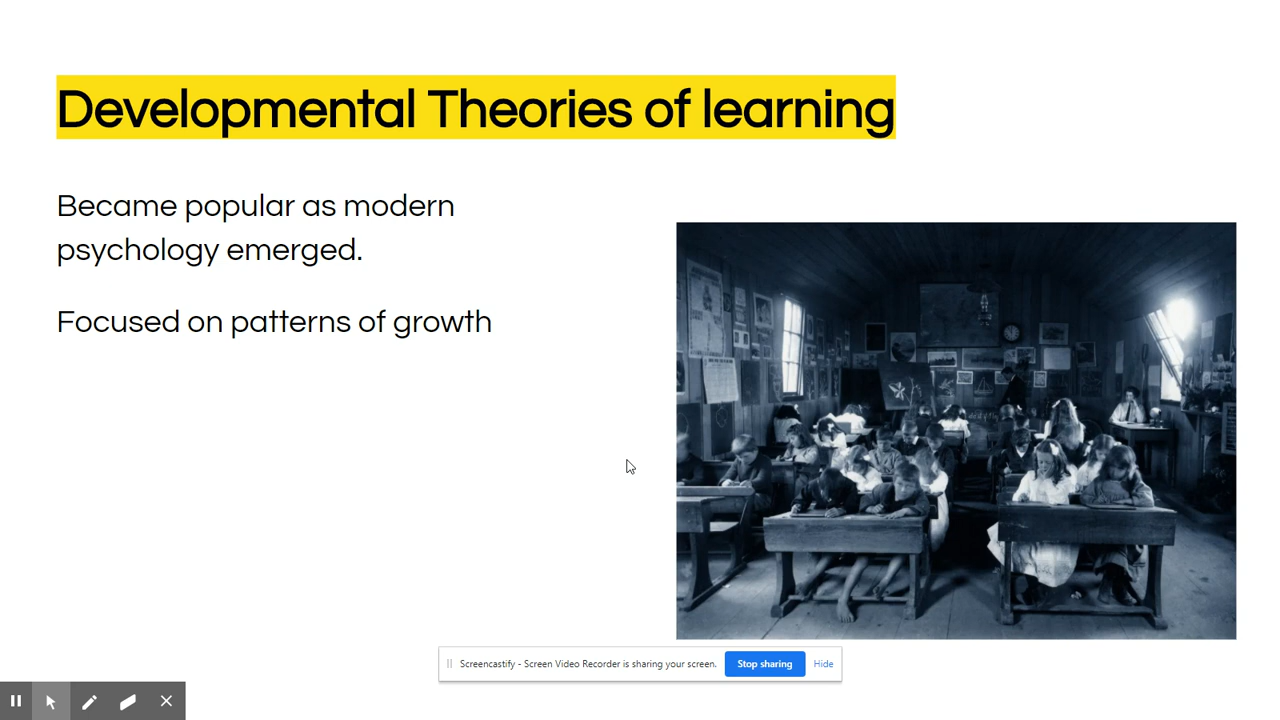 Developmental Theories of learning
Became popular as modern
psychology emerged.
Focused on patterns of growth
Screencastify - Screen Video Recorder is sharing your screen.
Stop sharing
Hide